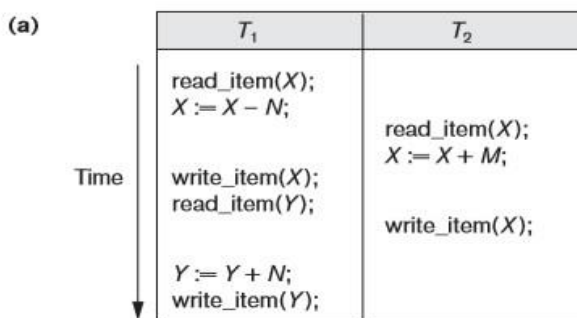 (a)
T1 T2
read_item(X);
X := X – N;
read_item(X);
X := X + M;
Time
write_item(X);
read_item(Y);
write_item(X);
Y := Y + N;
write_item(Y);